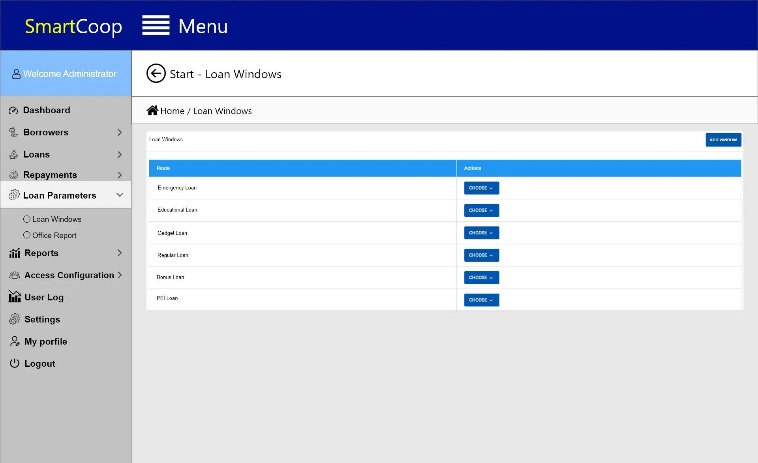 SmartCoop Menu
Welcome Administrator
Start - Loan Windows
Home / Loan Windows
Dashboard
Borrowers
Loans
Repayments
Loan Parameters
Loan Windows
Office Report
Reports
Access Configuration
User Log
Settings
My porfile
Logout
Loan Windows
ADD WINDOW
Route Actions
Emergency Loan CHOOSE
Educational Loan CHOOSE
Gadget Loan CHOOSE
Regular Loan CHOOSE
Bonus Loan CHOOSE
Loan CHOOSE